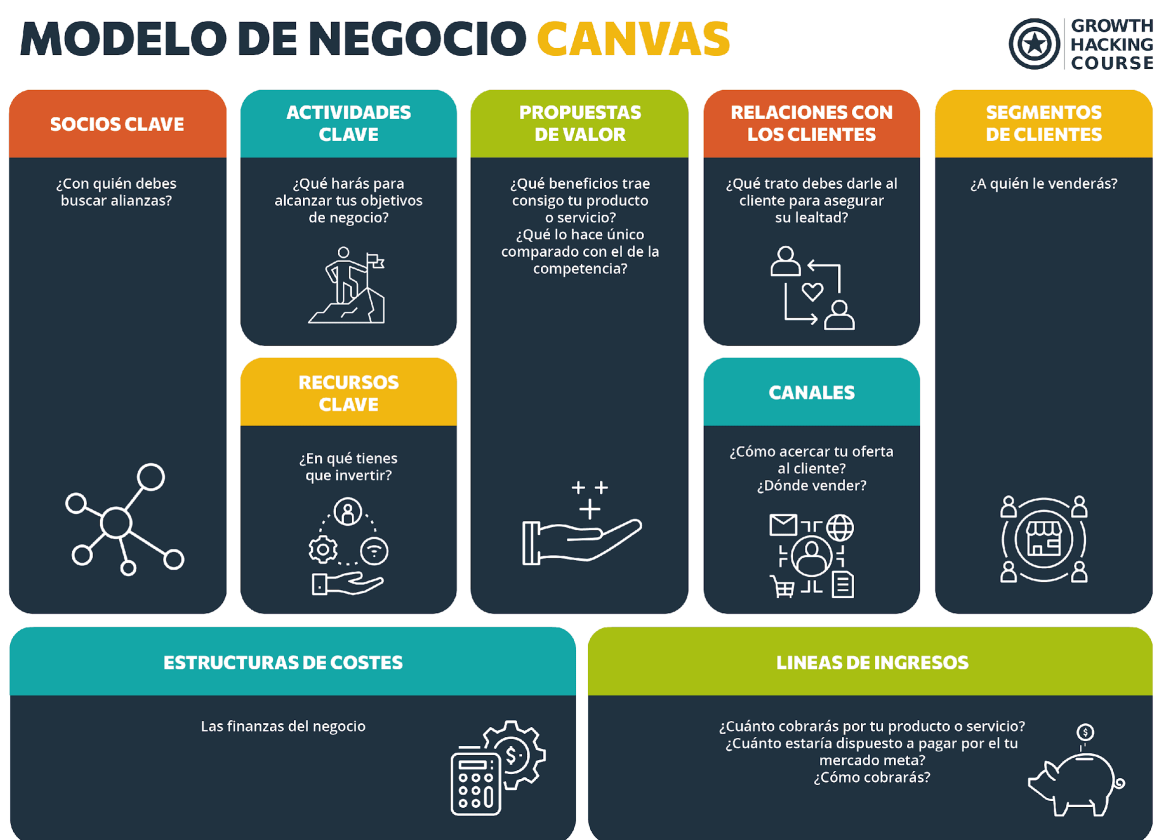 MODELO DE NEGOCIO CANVAS
GROWTH
HACKING
COURSE
SOCIOS CLAVE
¿Con quién debes
buscar alianzas?
ACTIVIDADES
CLAVE
¿Qué harás para
alcanzar tus objetivos
de negocio?
RECURSOS
CLAVE
¿En qué tienes
que invertir?
PROPUESTAS
DE VALOR
¿Qué beneficios trae
consigo tu producto
o servicio?
¿Qué lo hace único
comparado con el de la
competencia?
RELACIONES CON
LOS CLIENTES
¿Qué trato debes darle al
cliente para asegurar
su lealtad?
CANALES
¿Cómo acercar tu oferta
al cliente?
¿Dónde vender?
SEGMENTOS
DE CLIENTES
¿A quién le venderás?
ESTRUCTURAS DE COSTES
Las finanzas del negocio
$
LINEAS DE INGRESOS
¿Cuánto cobrarás por tu producto o servicio?
¿Cuánto estaría dispuesto a pagar por el tu
mercado meta?
¿Cómo cobrarás?
$